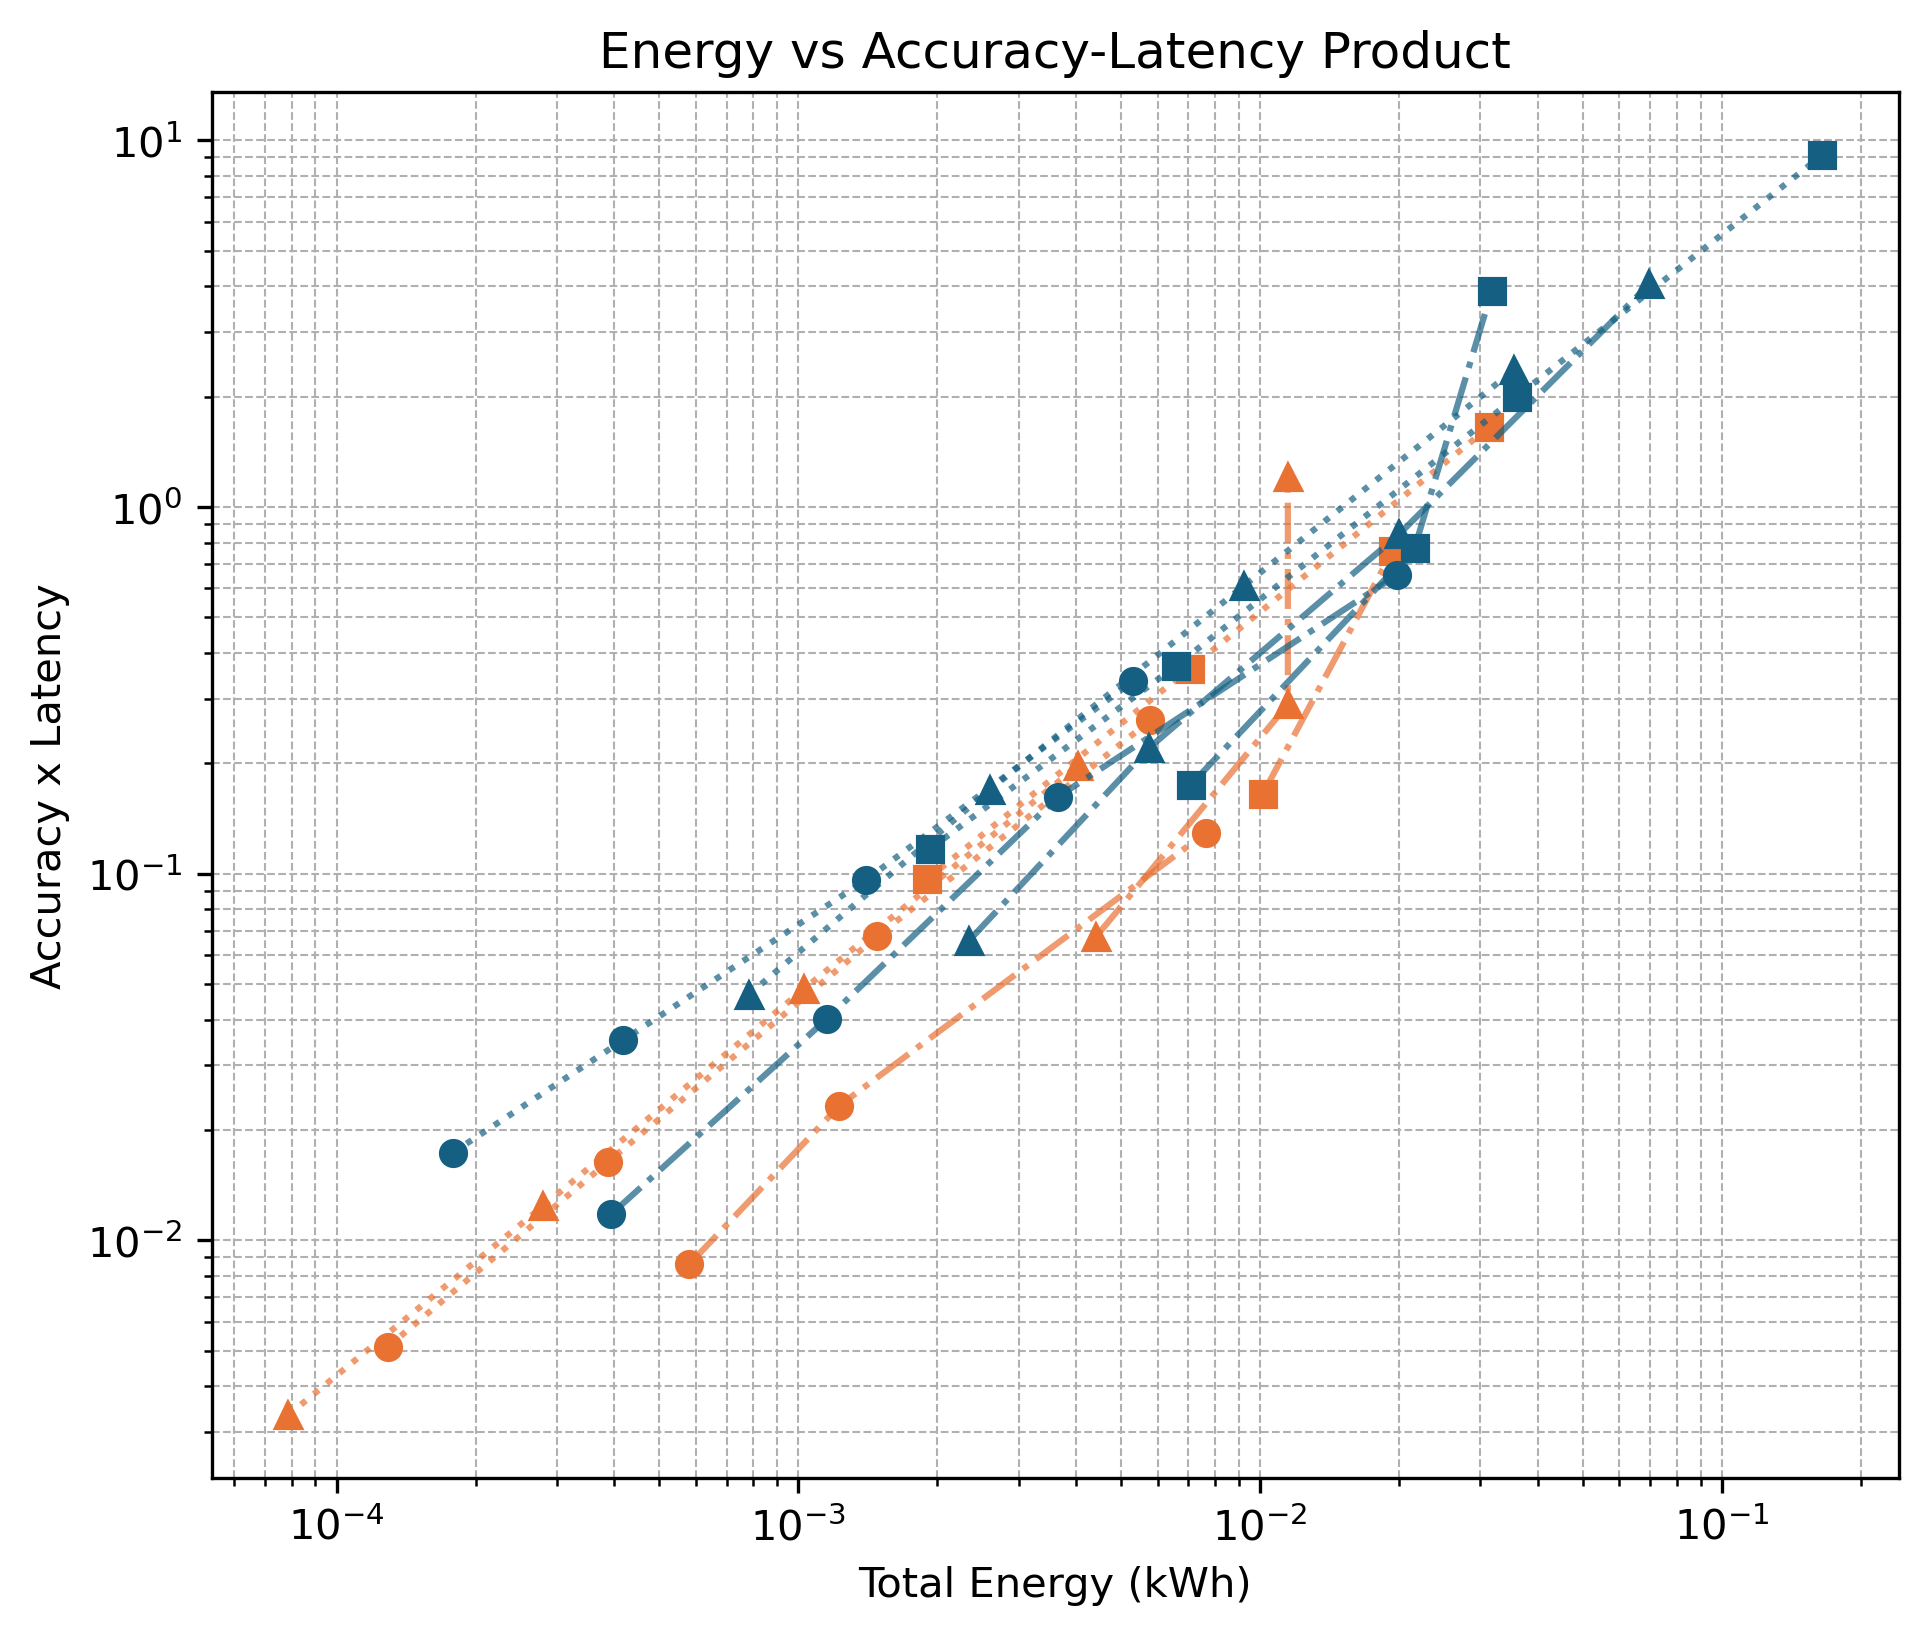 Energy vs Accuracy-Latency Product
Accuracy x Latency
10¹
10⁰
10⁻¹
10⁻²
10⁻⁴
10⁻³
10⁻²
10⁻¹
Total Energy (kWh)